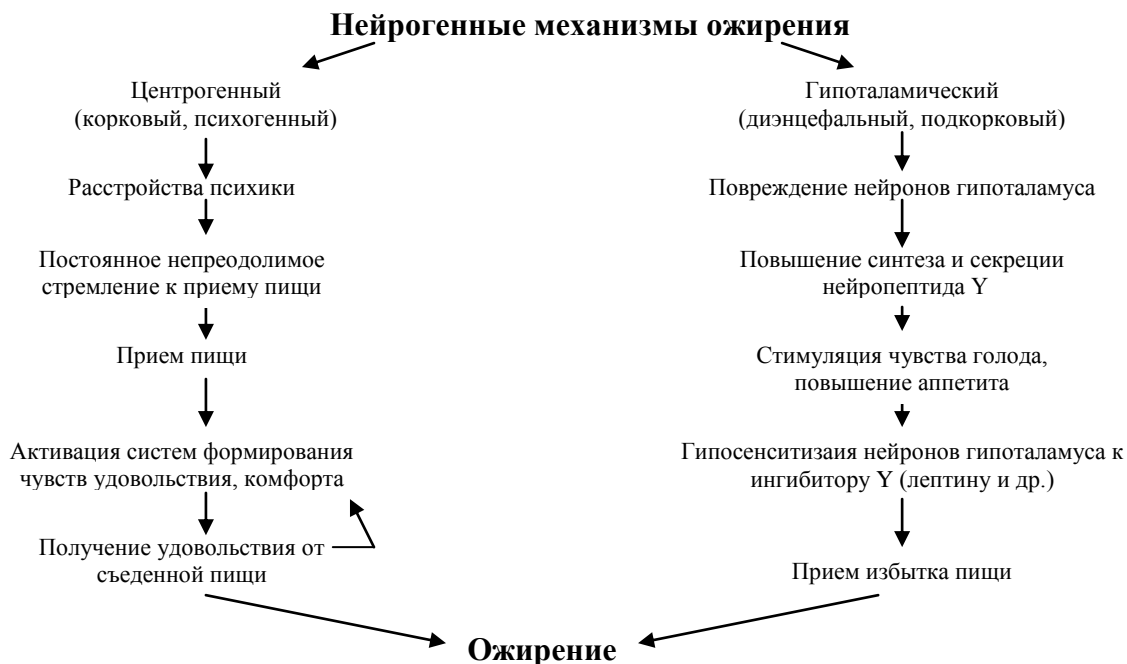 Нейрогенные механизмы ожирения
Центрогенный
(корковый, психогенный)
Расстройства психики
Постоянное непреодолимое
стремление к приему пищи
Прием пищи
Активация систем формирования
чувств удовольствия, комфорта
Получение удовольствия от
съеденной пищи
Гипоталамический
(диэнцефальный, подкорковый)
Повреждение нейронов гипоталамуса
Повышение синтеза и секреции
нейропептида Y
Стимуляция чувства голода,
повышение аппетита
Гипосенситизаия нейронов гипоталамуса к
ингибитору Y (лептину и др.)
Прием избытка пищи
Ожирение